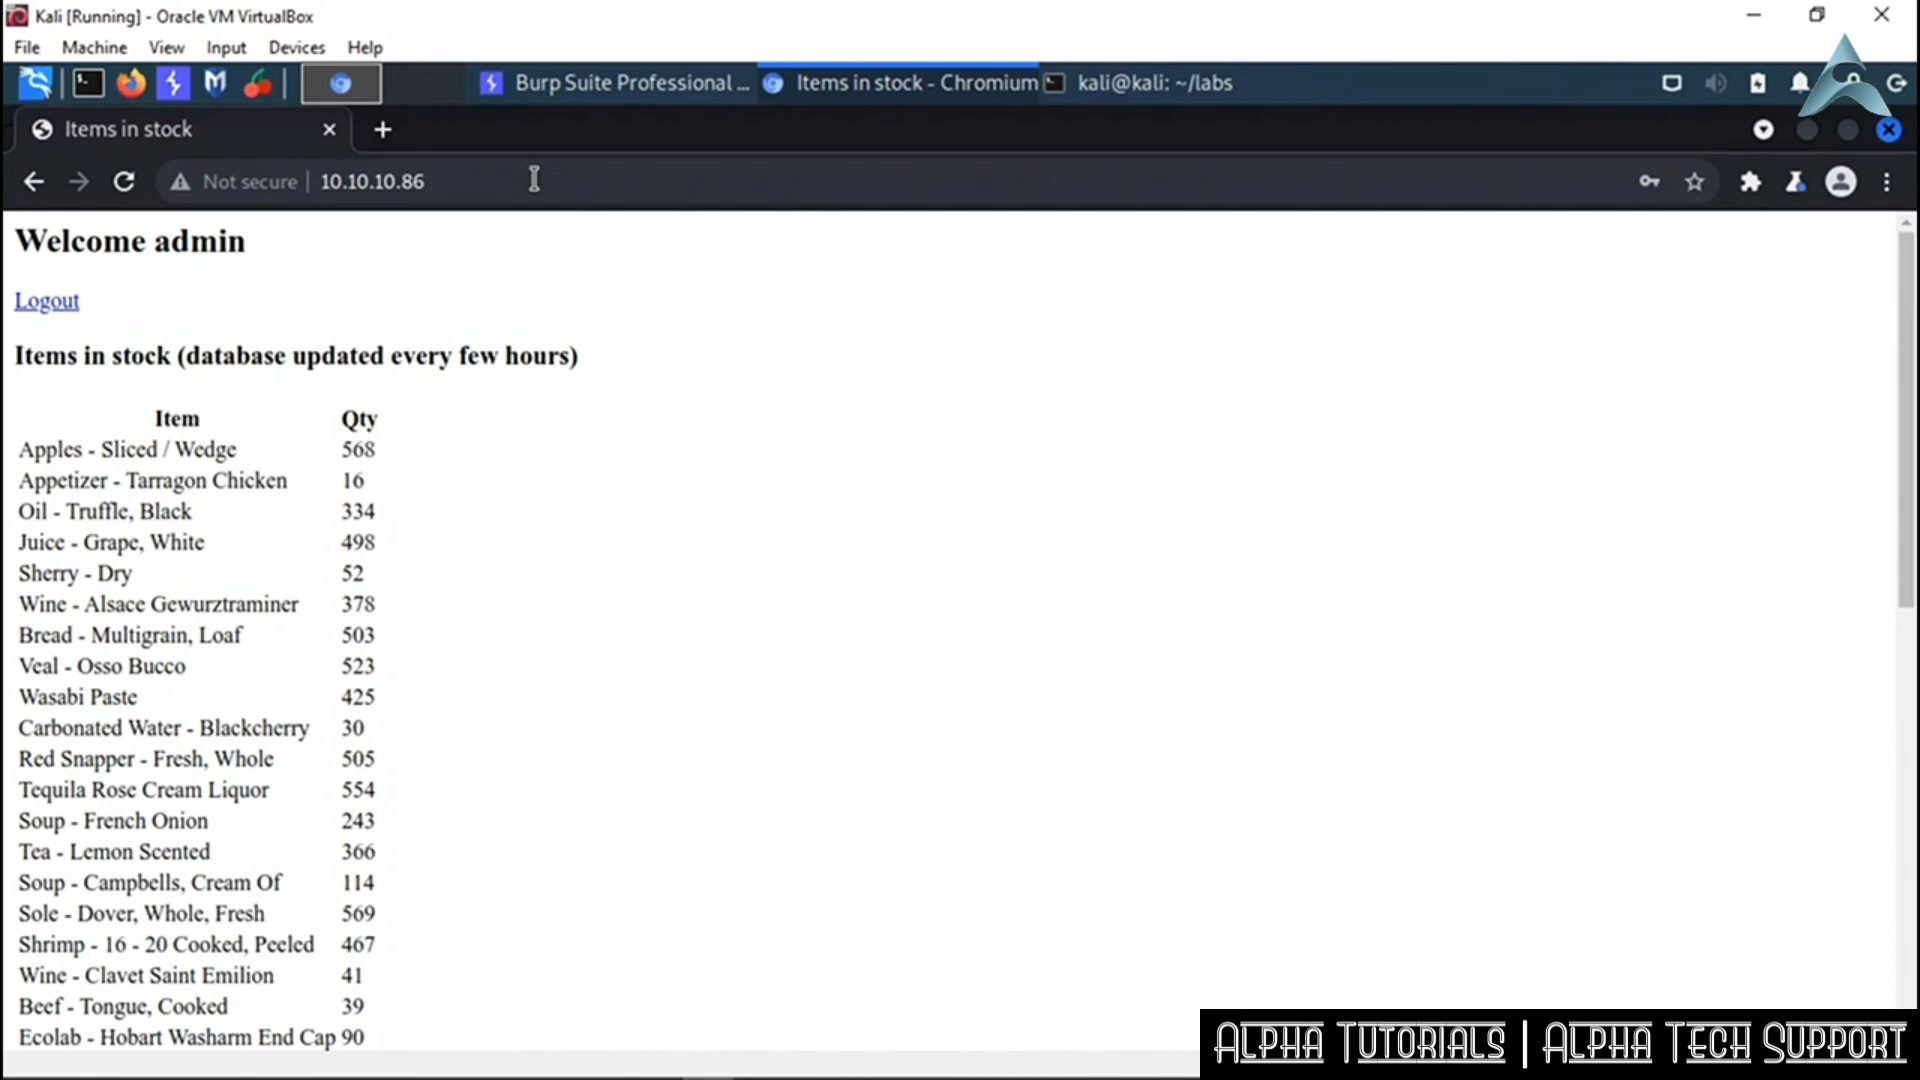 Kali [Running] - Oracle VM VirtualBox
File Machine View Input Devices Help
Burp Suite Professional ... Items in stock - Chromium kali@kali: ~/labs
Items in stock
Not secure 10.10.10.86
Welcome admin
Logout
Items in stock (database updated every few hours)
Item Qty
Apples - Sliced / Wedge 568
Appetizer - Tarragon Chicken 16
Oil - Truffle, Black 334
Juice - Grape, White 498
Sherry - Dry 52
Wine - Alsace Gewurztraminer 378
Bread - Multigrain, Loaf 503
Veal - Osso Bucco 523
Wasabi Paste 425
Carbonated Water - Blackcherry 30
Red Snapper - Fresh, Whole 505
Tequila Rose Cream Liquor 554
Soup - French Onion 243
Tea - Lemon Scented 366
Soup - Campbells, Cream Of 114
Sole - Dover, Whole, Fresh 569
Shrimp - 16 - 20 Cooked, Peeled 467
Wine - Clavet Saint Emilion 41
Beef - Tongue, Cooked 39
Ecolab - Hobart Washarm End Cap 90
Alpha Tutorials | Alpha Tech Support